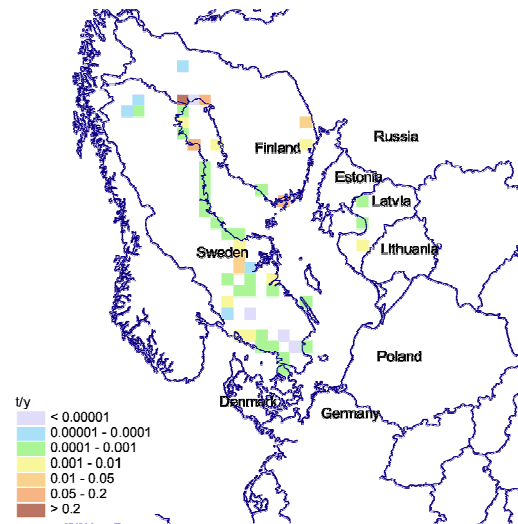 Russia
Finland
Estonia
Latvia
Sweden
Lithuania
Poland
Denmark
Germany
t/y
< 0.00001
0.00001 - 0.0001
0.0001 - 0.001
0.001 - 0.01
0.01 - 0.05
0.05 - 0.2
> 0.2